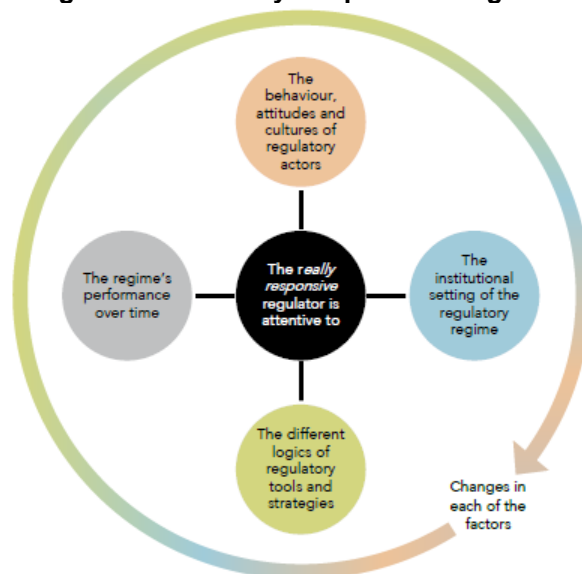 The
behaviour,
attitudes and
cultures of
regulatory
actors
The regime's
performance
over time
The really
responsive
regulator is
attentive to
The
institutional
setting of the
regulatory
regime
The different
logics of
regulatory
tools and
strategies
Changes in
each of the
factors